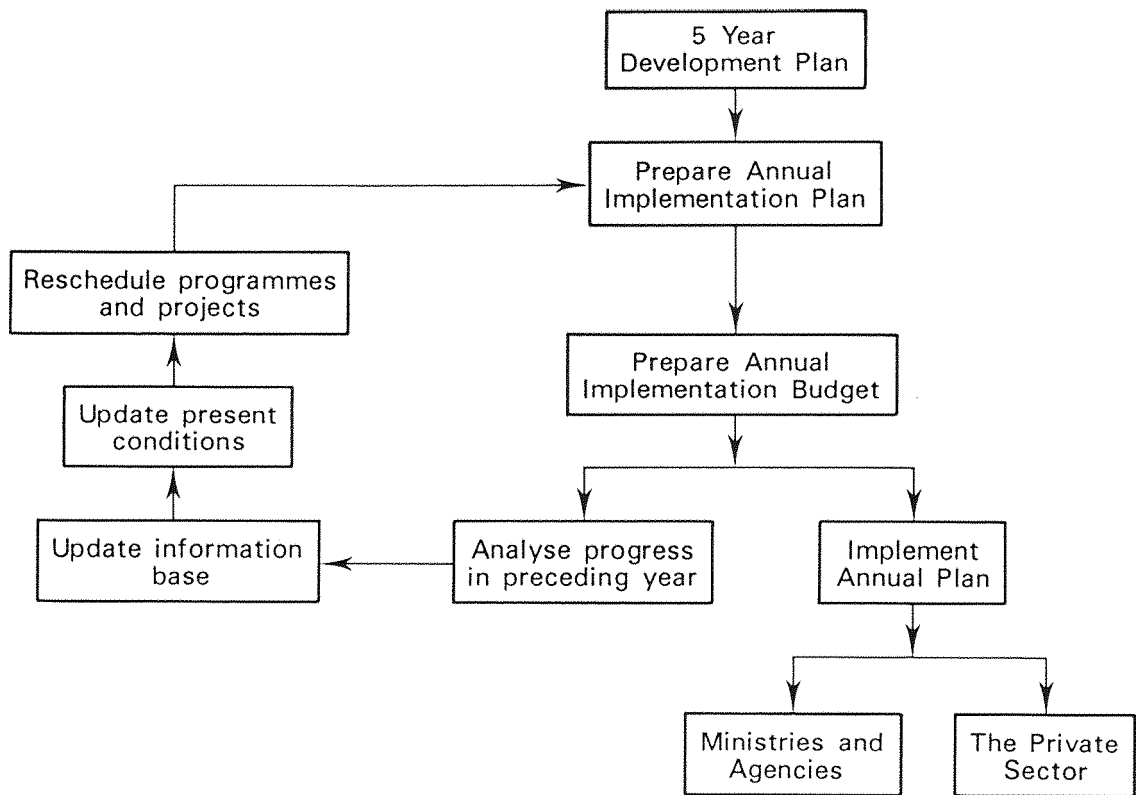 5 Year
Development Plan
Prepare Annual
Implementation Plan
Reschedule programmes
and projects
Prepare Annual
Implementation Budget
Update present
conditions
Update information
base
Analyse progress
in preceding year
Implement
Annual Plan
Ministries and
Agencies
The Private
Sector